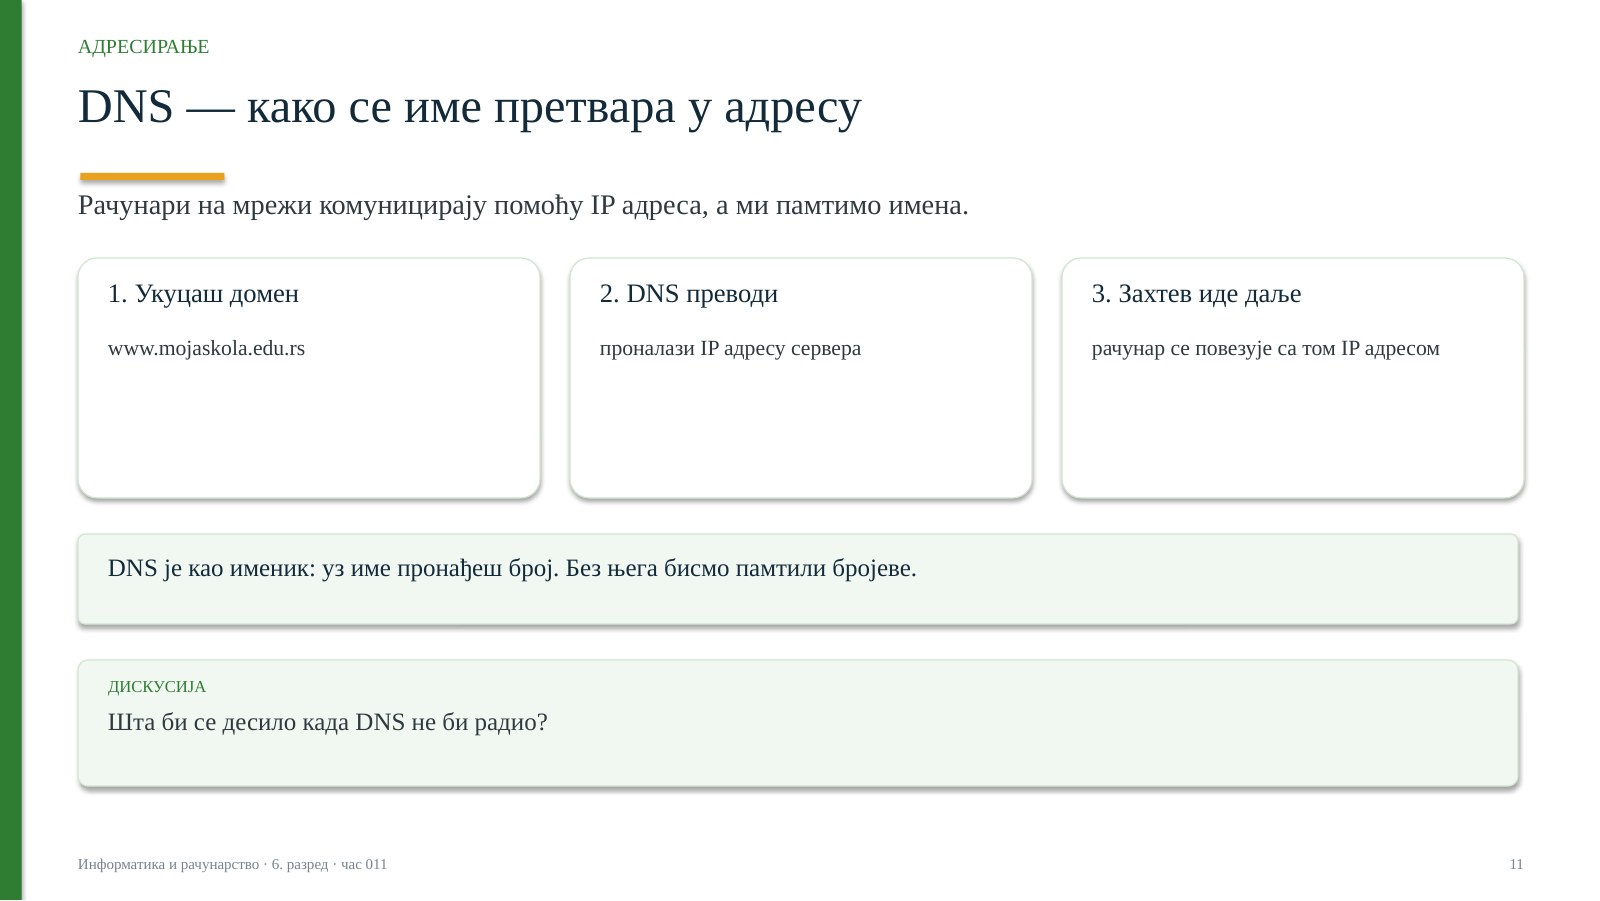 АДРЕСИРАЊЕ
DNS — како се име претвара у адресу
Рачунари на мрежи комуницирају помоћу IP адреса, а ми памтимо имена.
1. Укуцаш домен
www.mojaskola.edu.rs
2. DNS преводи
проналази IP адресу сервера
3. Захтев иде даље
рачунар се повезује са том IP адресом
DNS је као именик: уз име пронађеш број. Без њега бисмо памтили бројеве.
ДИСКУСИЈА
Шта би се десило када DNS не би радио?
Информатика и рачунарство · 6. разред · час 011
11